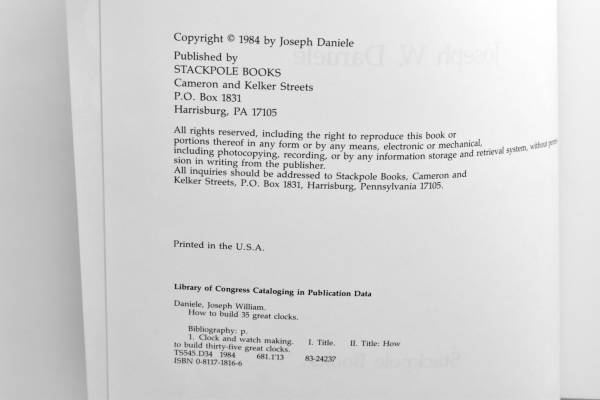 Copyright © 1984 by Joseph Daniele
Published by
STACKPOLE BOOKS
Cameron and Kelker Streets
P.O. Box 1831
Harrisburg, PA 17105
All rights reserved, including the right to reproduce this book or
portions thereof in any form or by any means, electronic or mechanical,
including photocopying, recording, or by any information storage and retrieval system, without permis-
sion in writing from the publisher.
All inquiries should be addressed to Stackpole Books, Cameron and
Kelker Streets, P.O. Box 1831, Harrisburg, Pennsylvania 17105.
Printed in the U.S.A.
Library of Congress Cataloging in Publication Data
Daniele, Joseph William.
How to build 35 great clocks.
Bibliography: p.
1. Clock and watch making. I. Title. II. Title: How
to build thirty-five great clocks.
TS545.D34 1984 681.1'13 83-24237
ISBN 0-8117-1816-6